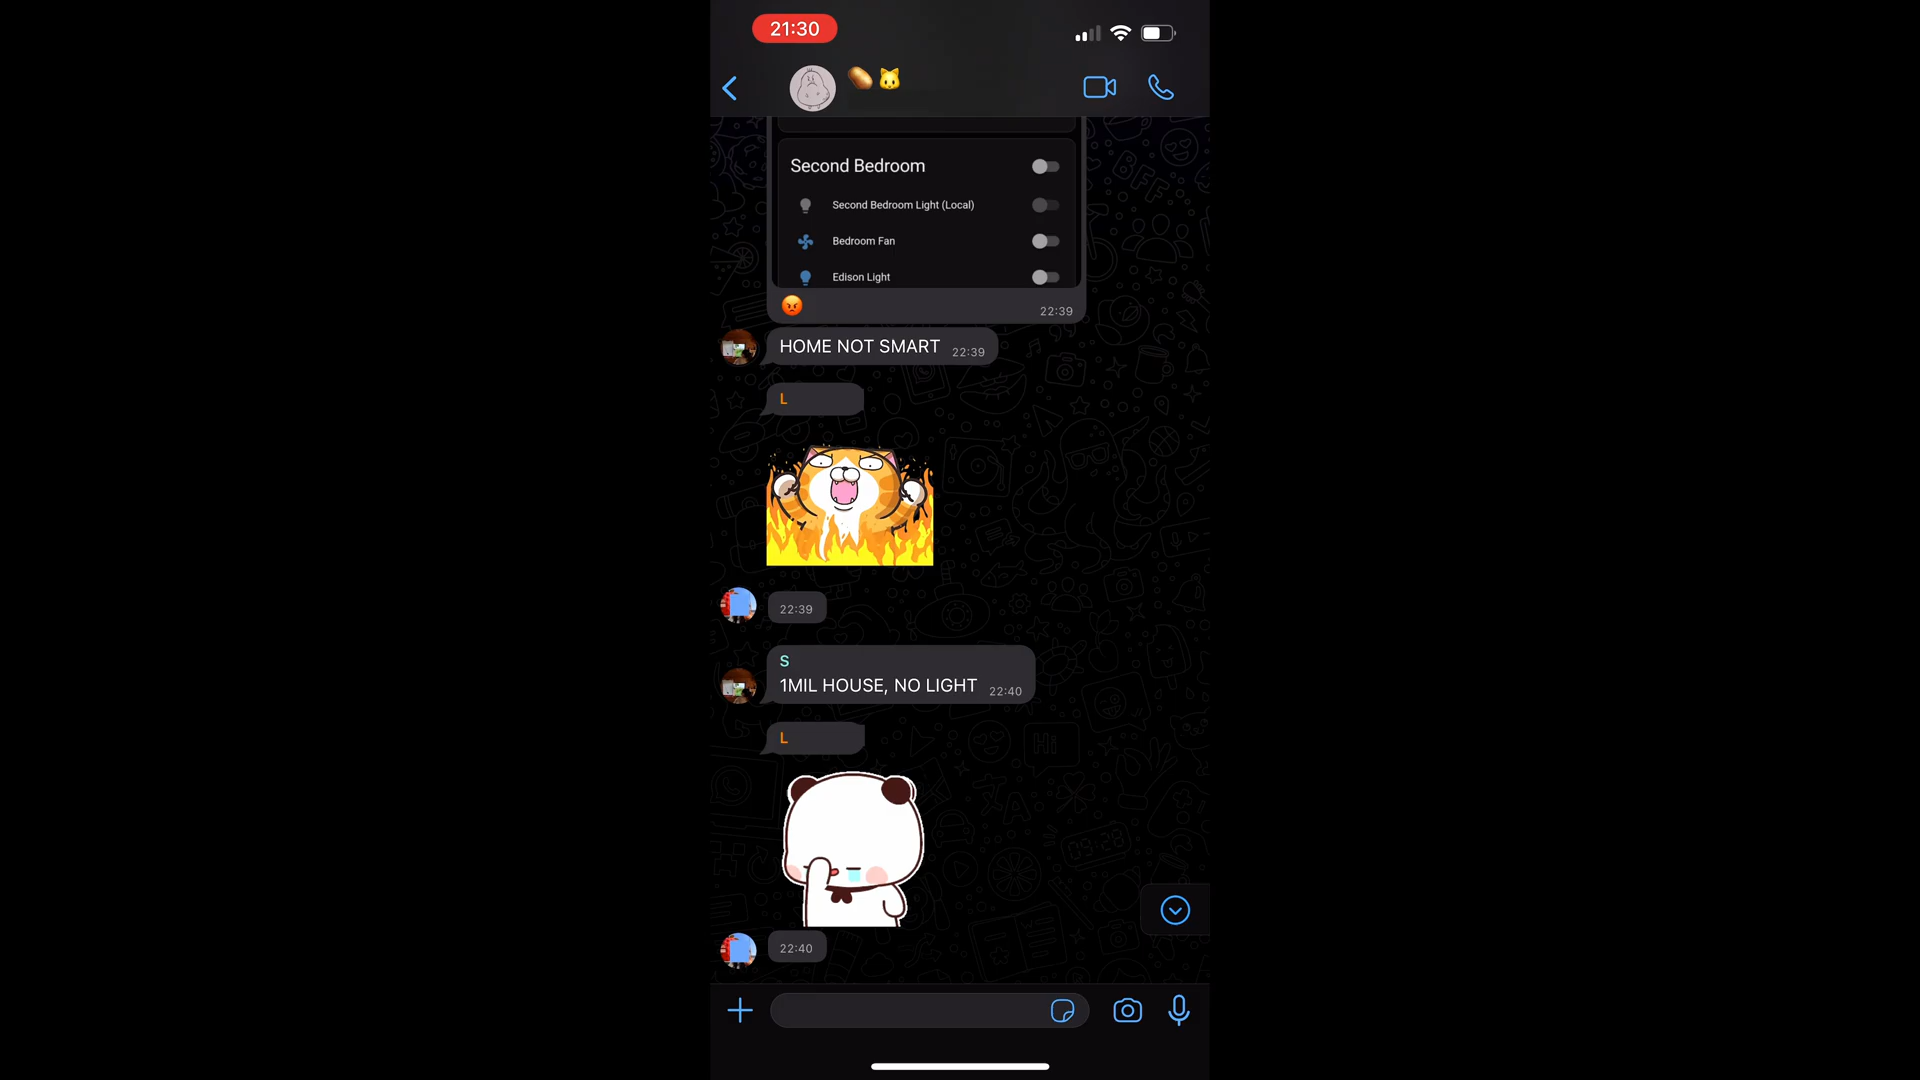 21:30
Second Bedroom
Second Bedroom Light (Local)
Bedroom Fan
Edison Light
22:39
HOME NOT SMART 22:39
L
22:39
S
1MIL HOUSE, NO LIGHT 22:40
L
22:40